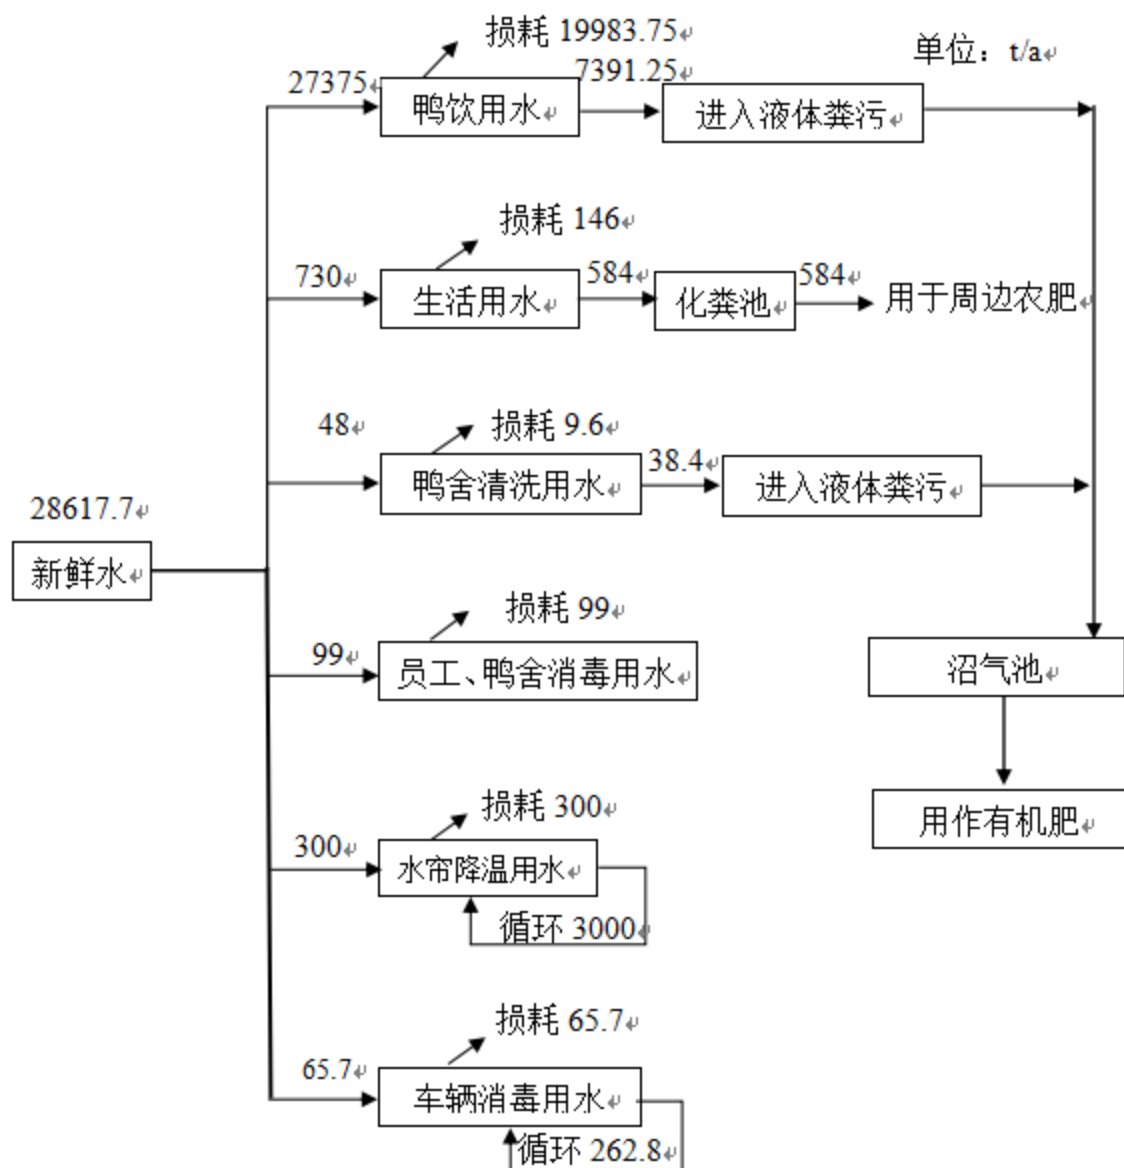 损耗 19983.75
单位：t/a
27375
鸭饮用水
7391.25
进入液体粪污
损耗 146
730
生活用水
584
化粪池
584
用于周边农肥
损耗 9.6
48
鸭舍清洗用水
38.4
进入液体粪污
28617.7
新鲜水
损耗 99
99
员工、鸭舍消毒用水
沼气池
损耗 300
300
水帘降温用水
循环 3000
用作有机肥
损耗 65.7
65.7
车辆消毒用水
循环 262.8